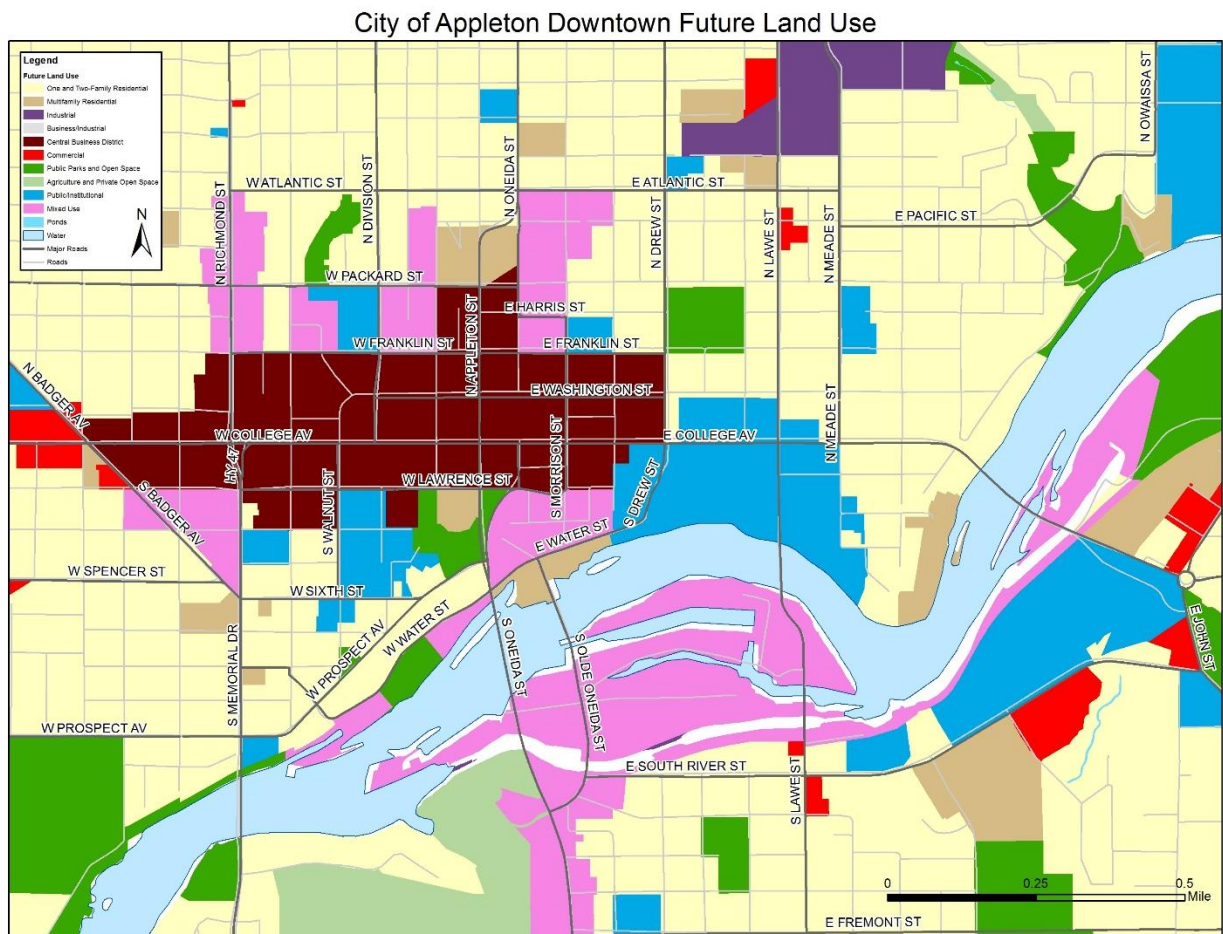 City of Appleton Downtown Future Land Use
Legend
Future Land Use
One and Two-Family Residential
Multifamily Residential
Industrial
Business/Industrial
Central Business District
Commercial
Public Parks and Open Space
Agriculture and Private Open Space
Public/Institutional
Mixed Use
Ponds
Water
Major Roads
Roads
N
N OWAISSA ST
N DIVISION ST
N ONEIDA ST
W ATLANTIC ST
E ATLANTIC ST
N RICHMOND ST
N DREW ST
N LAWE ST
N MEADE ST
E PACIFIC ST
W PACKARD ST
E HARRIS ST
N APPLETON ST
W FRANKLIN ST
E FRANKLIN ST
N BADGER AV
E WASHINGTON ST
W COLLEGE AV
E COLLEGE AV
N MEADE ST
HY 47
S MORRISON ST
W LAWRENCE ST
S BADGER AV
S WALNUT ST
S DREW ST
E WATER ST
W SPENCER ST
W SIXTH ST
W WATER ST
W PROSPECT AV
S MEMORIAL DR
S ONEIDA ST
S OLDE ONEIDA ST
E JOHN ST
W PROSPECT AV
E SOUTH RIVER ST
S LAWE ST
0 0.25 0.5
Mile
E FREMONT ST